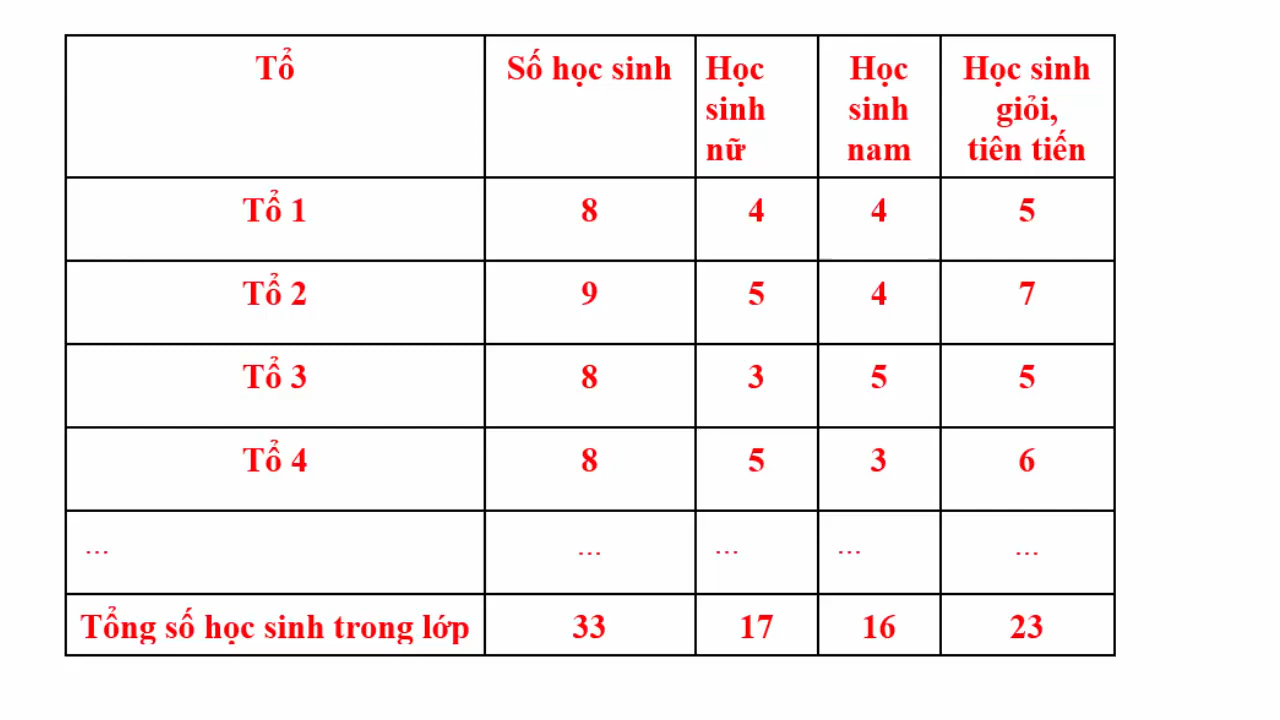 Tổ Số học sinh Học sinh nữ Học sinh nam Học sinh giỏi, tiên tiến
Tổ 1 8 4 4 5
Tổ 2 9 5 4 7
Tổ 3 8 3 5 5
Tổ 4 8 5 3 6
... ... ... ... ...
Tổng số học sinh trong lớp 33 17 16 23